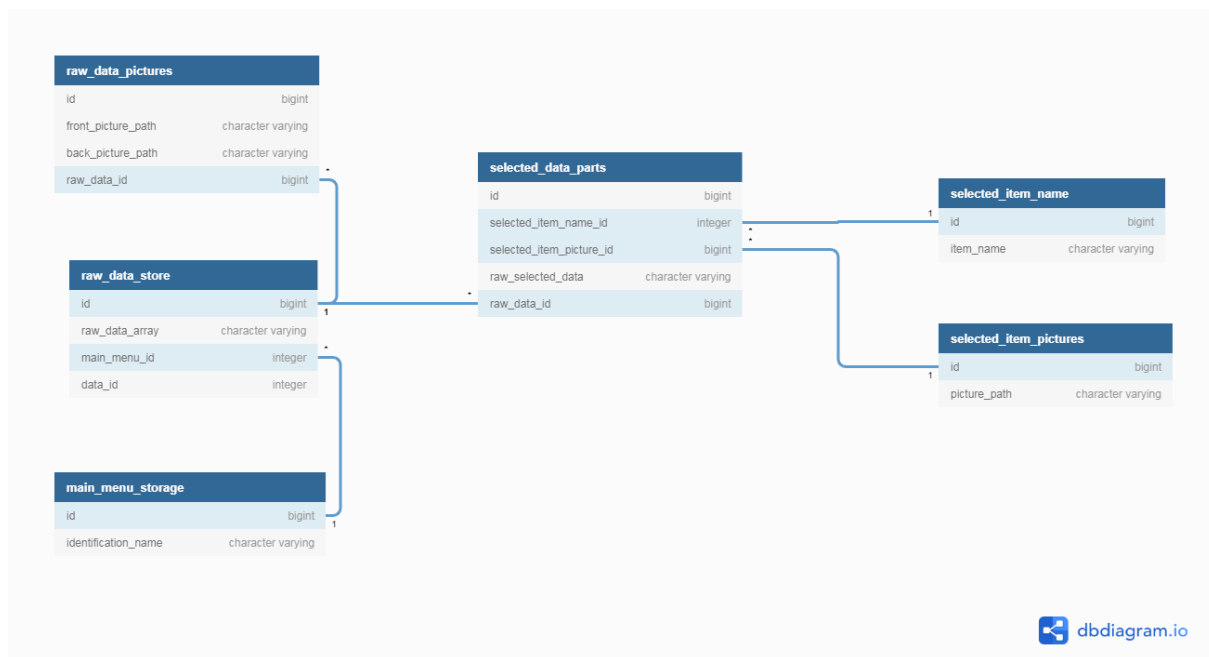 raw_data_pictures
id bigint
front_picture_path character varying
back_picture_path character varying
raw_data_id bigint
*
raw_data_store
id bigint
1
raw_data_array character varying
*
main_menu_id integer
data_id integer
main_menu_storage
id bigint
1
identification_name character varying
selected_data_parts
id bigint
selected_item_name_id integer
*
*
selected_item_picture_id bigint
raw_selected_data character varying
*
raw_data_id bigint
selected_item_name
1
id bigint
item_name character varying
selected_item_pictures
id bigint
1
picture_path character varying
dbdiagram.io